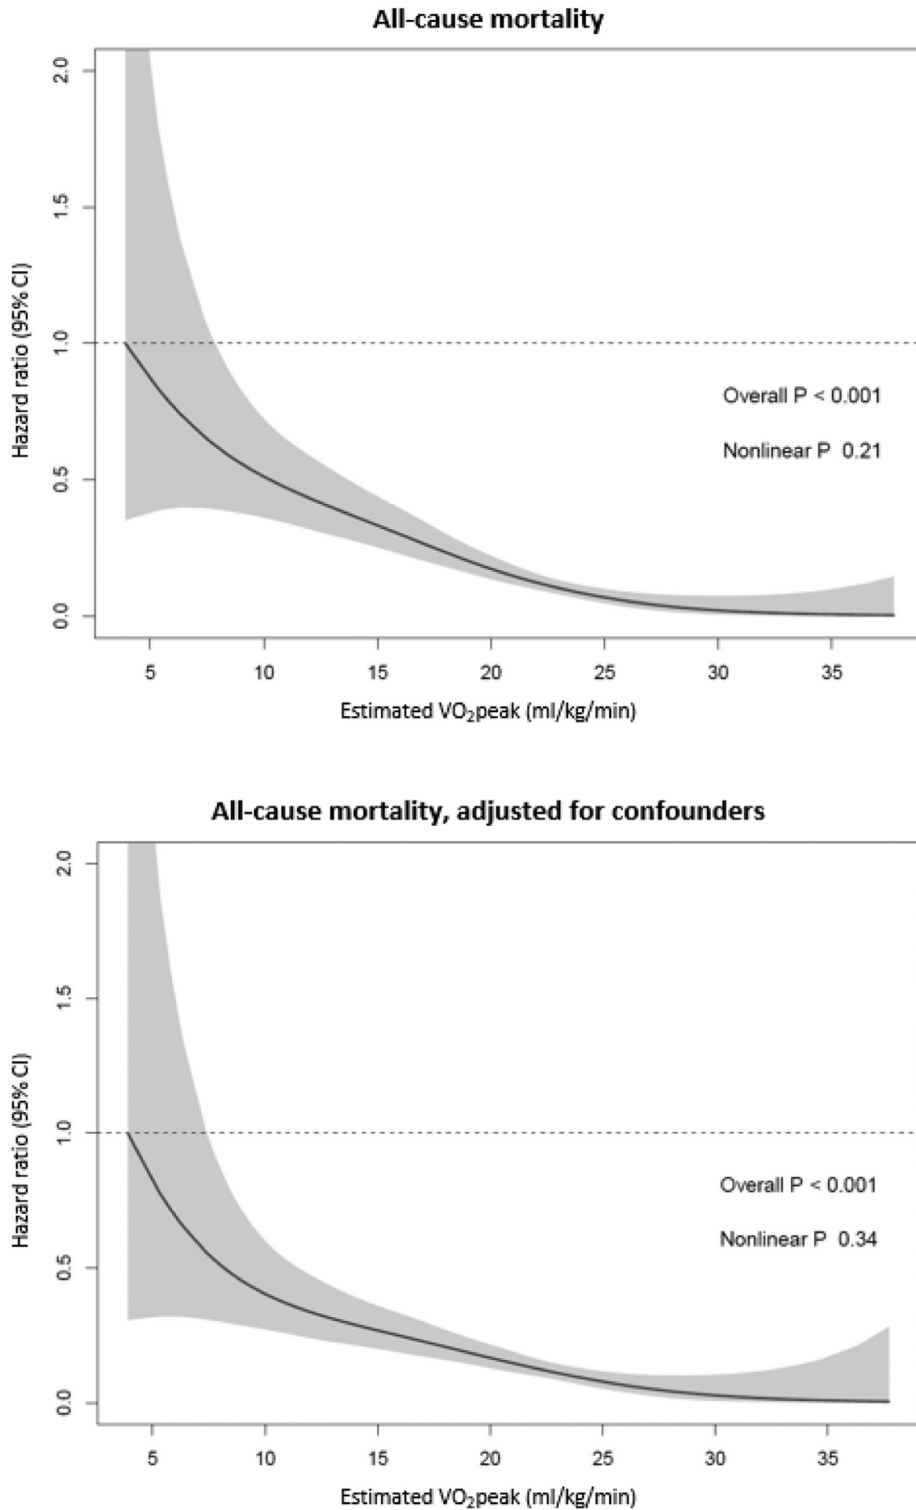 All-cause mortality
2.0
1.5
1.0
0.5
0.0
Hazard ratio (95% CI)
Overall P < 0.001
Nonlinear P 0.21
5 10 15 20 25 30 35
Estimated VO₂peak (ml/kg/min)
All-cause mortality, adjusted for confounders
2.0
1.5
1.0
0.5
0.0
Hazard ratio (95% CI)
Overall P < 0.001
Nonlinear P 0.34
5 10 15 20 25 30 35
Estimated VO₂peak (ml/kg/min)